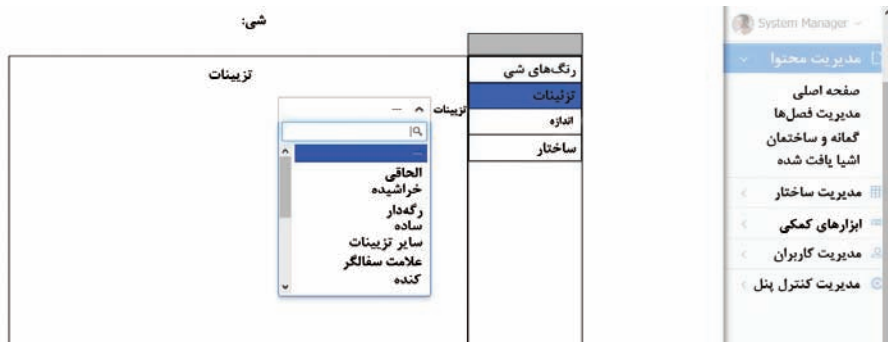 System Manager
مدیریت محتوا
صفحه اصلی
مدیریت فصل‌ها
گمانه و ساختمان
اشیا یافت شده
مدیریت ساختار
ابزارهای کمکی
مدیریت کاربران
مدیریت کنترل پنل
شی:
رنگ‌های شی
تزئینات
اندازه
ساختار
تزیینات
تزیینات ---
---
الحاقی
خراشیده
رگه‌دار
ساده
سایر تزیینات
علامت سفالگر
کنده